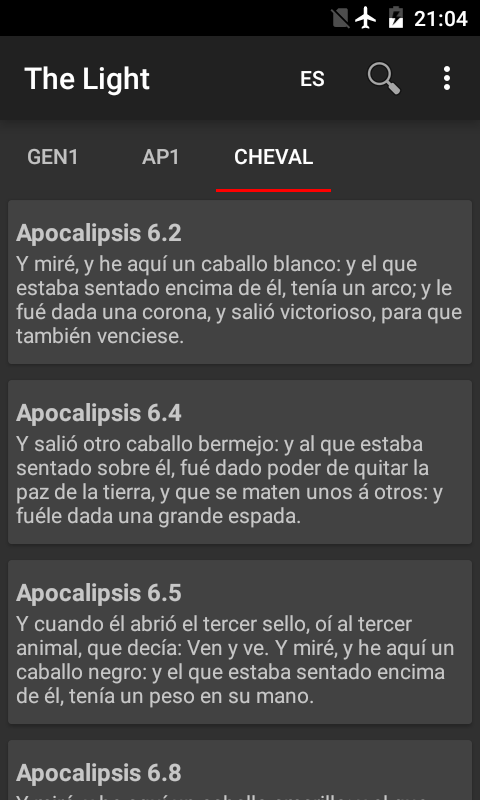 21:04
The Light
ES
GEN1
AP1
CHEVAL
Apocalipsis 6.2
Y miré, y he aquí un caballo blanco: y el que
estaba sentado encima de él, tenía un arco; y le
fué dada una corona, y salió victorioso, para que
también venciese.
Apocalipsis 6.4
Y salió otro caballo bermejo: y al que estaba
sentado sobre él, fué dado poder de quitar la
paz de la tierra, y que se maten unos á otros: y
fuéle dada una grande espada.
Apocalipsis 6.5
Y cuando él abrió el tercer sello, oí al tercer
animal, que decía: Ven y ve. Y miré, y he aquí un
caballo negro: y el que estaba sentado encima
de él, tenía un peso en su mano.
Apocalipsis 6.8